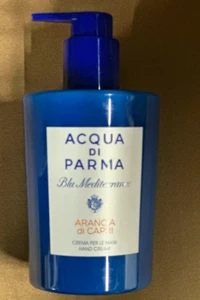 ACQUA
DI
PARMA
Blu Mediterraneo
ARANCIA
di CAPRI
CREMA PER LE MANI
HAND CREAM